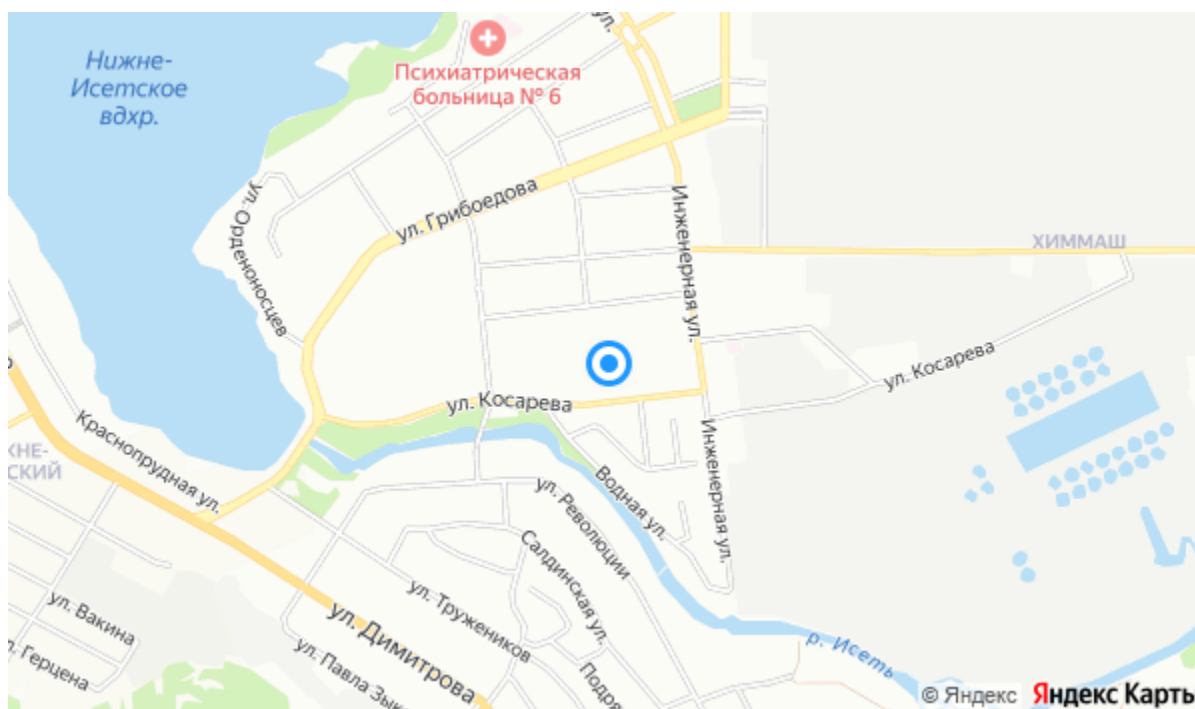 ул.
Нижне-
Исетское
вдхр.
Психиатрическая
больница № 6
ул. Грибоедова
ул. Орденоносцев
Инженерная ул.
ХИММАШ
ул. Косарева
ул. Косарева
Краснопрудная ул.
Инженерная ул.
Водная ул.
ул. Революции
Салдинская ул.
ул. Тружеников
ул. Вакина
ул. Димитрова
р. Исеть
© Яндекс Яндекс Карты